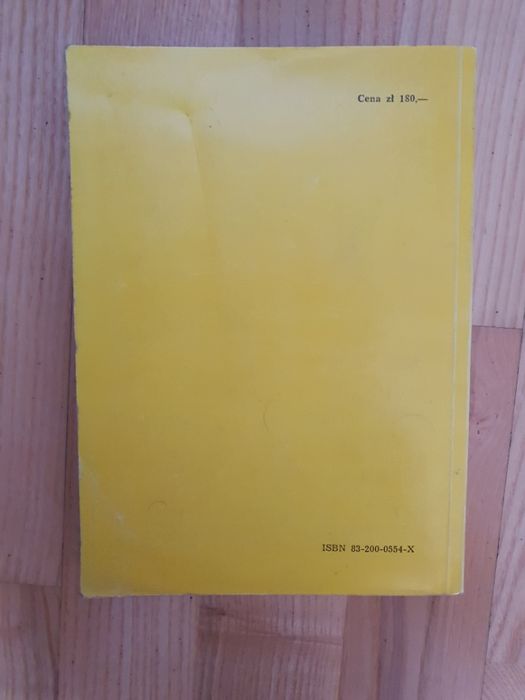 Cena zł 180,—
ISBN 83-200-0554-X